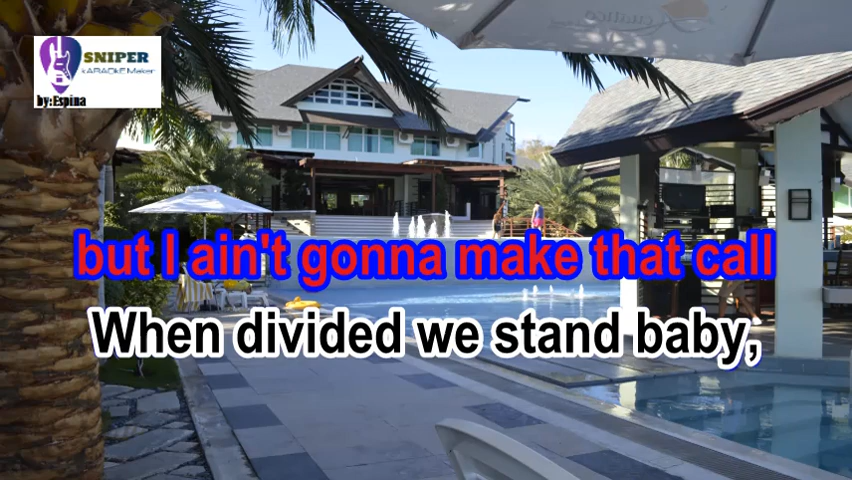 SNIPER
kARAOkE Maker
by:Espina
but I ain't gonna make that call
When divided we stand baby,